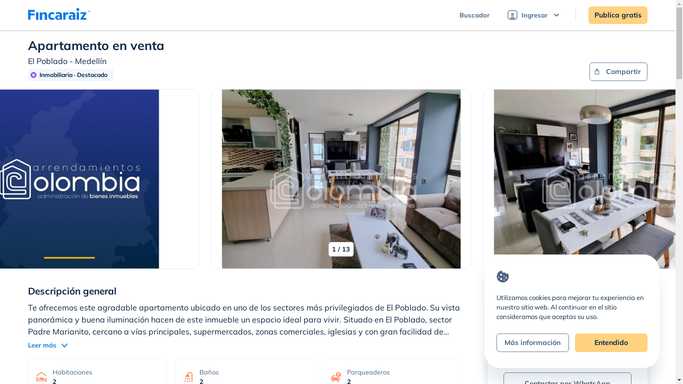 Fincaraiz
Buscador
Ingresar
Publica gratis
Apartamento en venta
El Poblado - Medellín
Inmobiliaria · Destacado
Compartir
arrendamientos
olombia
administración de bienes inmuebles
arrendamientos
olombia
olombia
1 / 13
Descripción general
Te ofrecemos este agradable apartamento ubicado en uno de los sectores más privilegiados de El Poblado. Su vista
panorámica y buena iluminación hacen de este inmueble un espacio ideal para vivir. Situado en El Poblado, sector
Padre Marianito, cercano a vías principales, supermercados, zonas comerciales, iglesias y con gran facilidad de...
Leer más
Habitaciones
2
Baños
2
Parqueaderos
2
Utilizamos cookies para mejorar tu experiencia en
nuestro sitio web. Al continuar en el sitio
consideramos que aceptas su uso.
Más información
Entendido
Contactar por WhatsApp